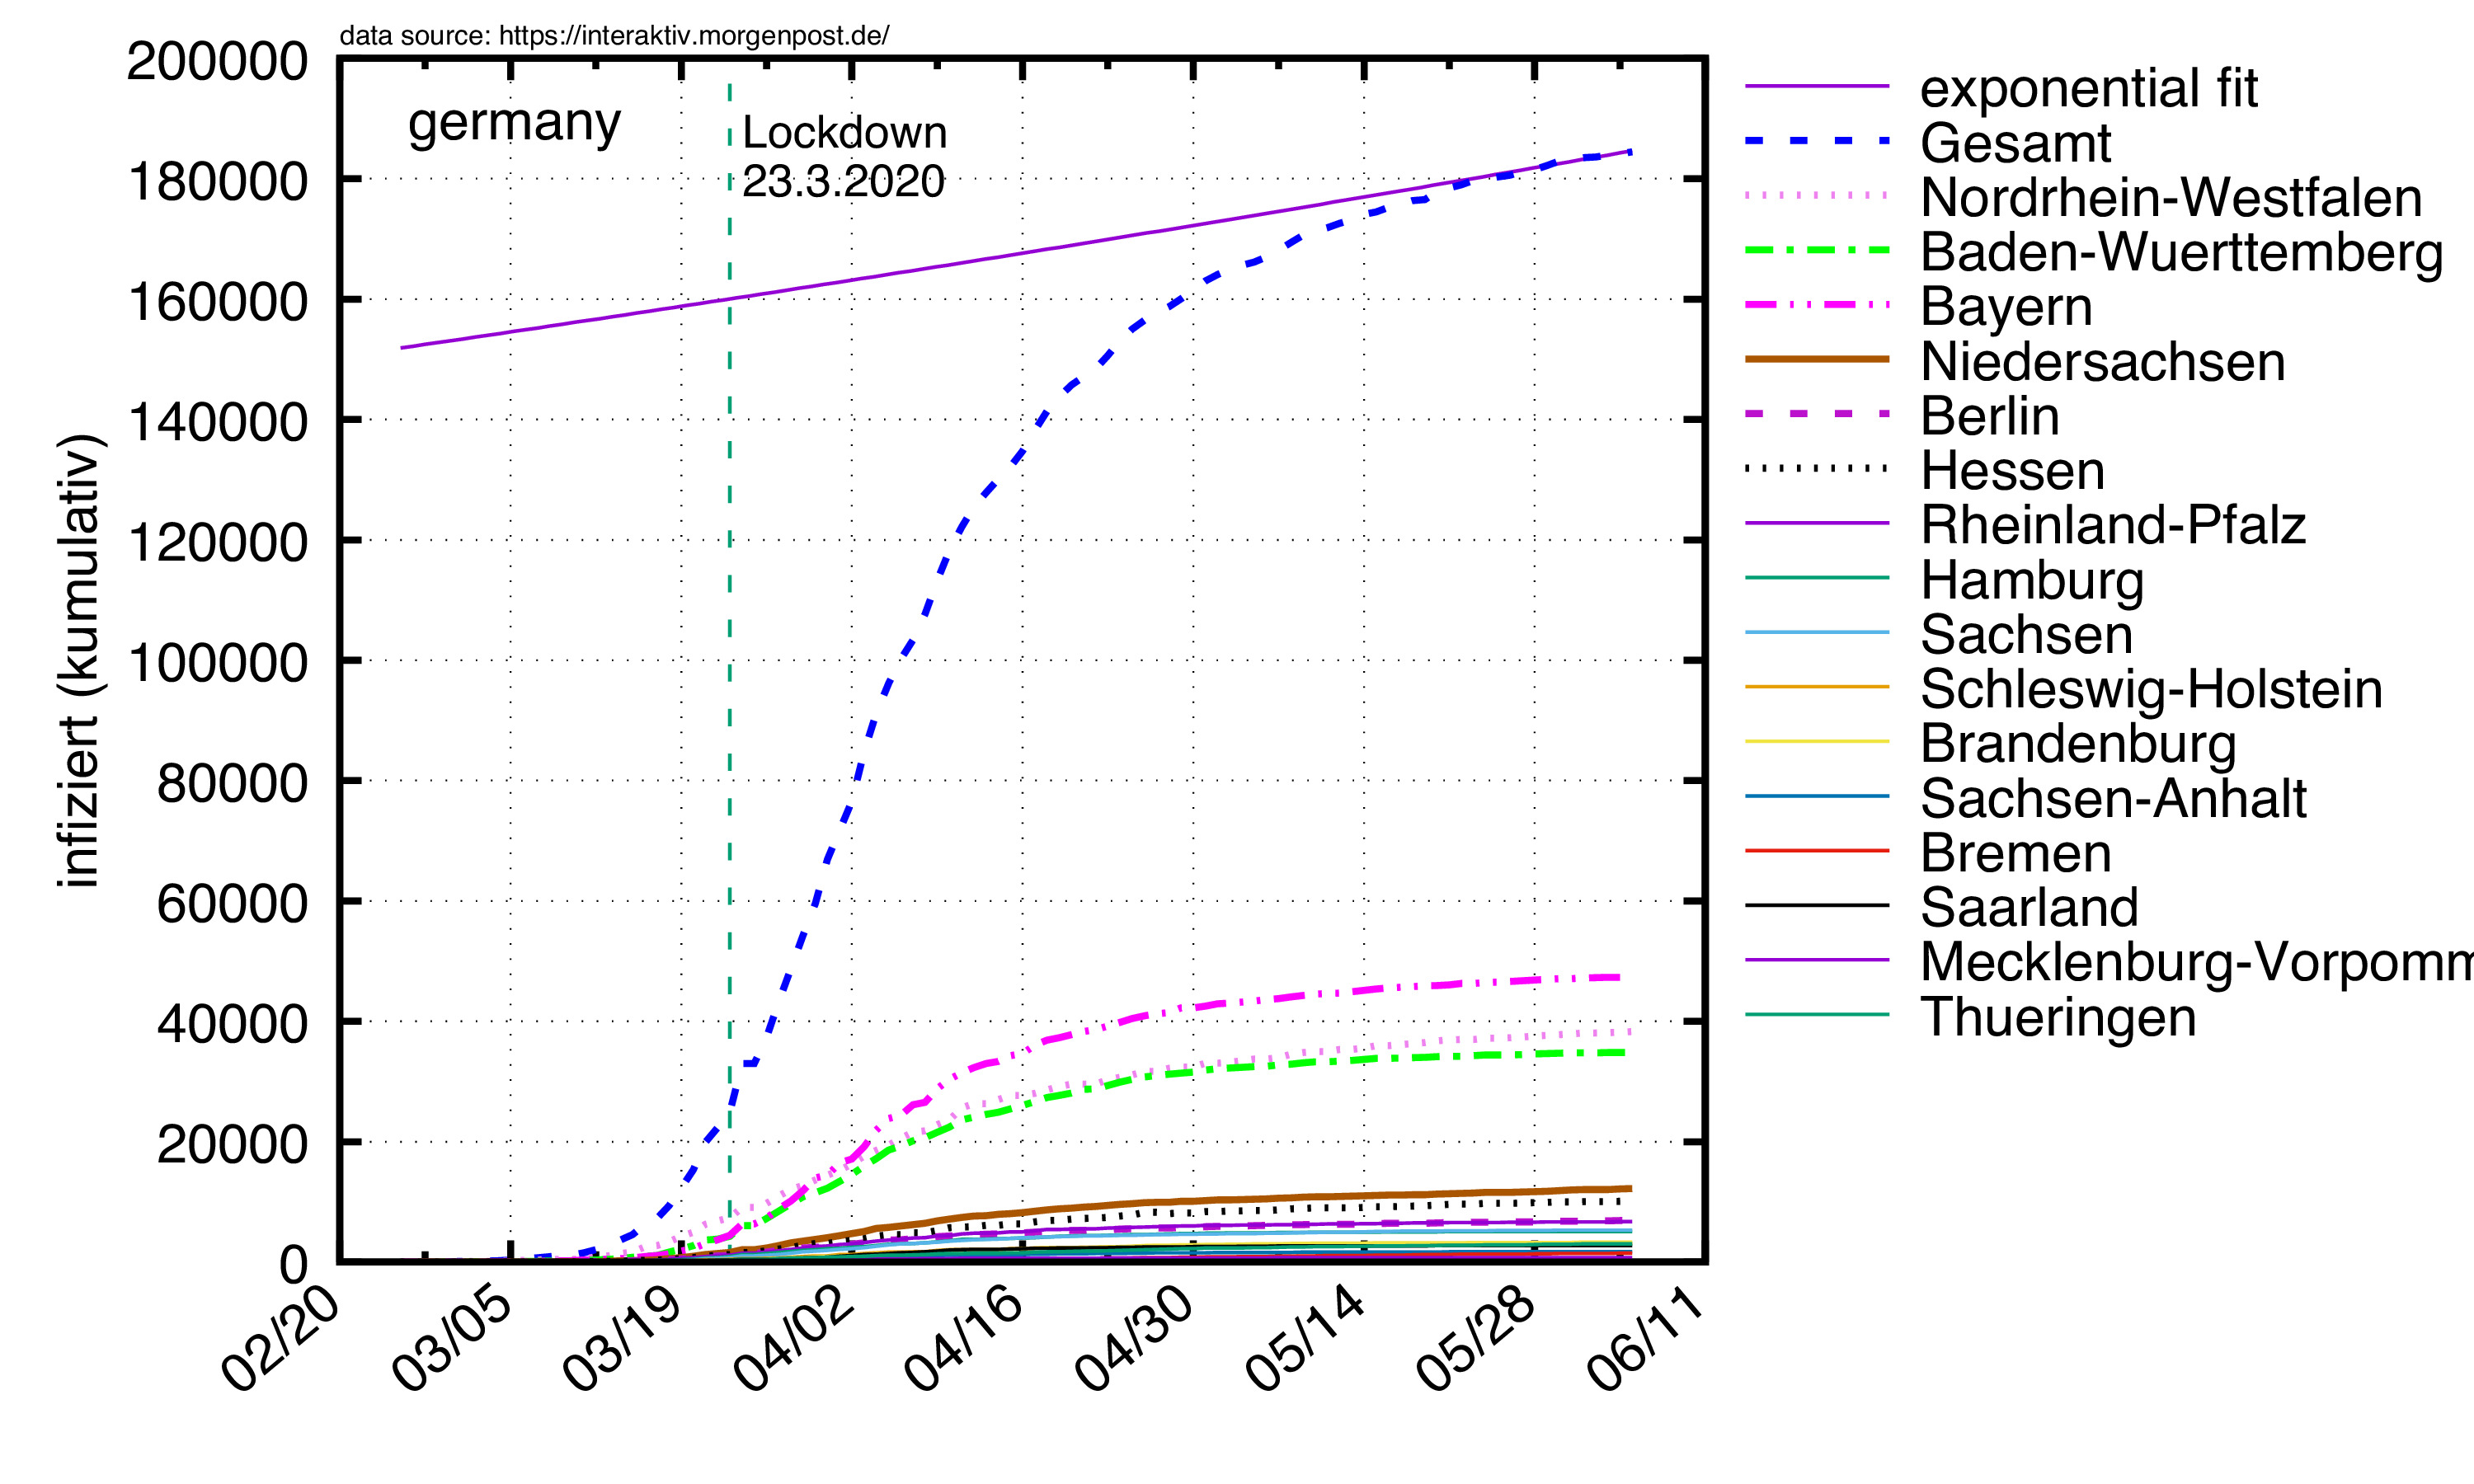 data source: https://interaktiv.morgenpost.de/
200000
180000
160000
140000
120000
100000
80000
60000
40000
20000
0
infiziert (kumulativ)
germany
Lockdown
23.3.2020
02/20
03/05
03/19
04/02
04/16
04/30
05/14
05/28
06/11
exponential fit
Gesamt
Nordrhein-Westfalen
Baden-Wuerttemberg
Bayern
Niedersachsen
Berlin
Hessen
Rheinland-Pfalz
Hamburg
Sachsen
Schleswig-Holstein
Brandenburg
Sachsen-Anhalt
Bremen
Saarland
Mecklenburg-Vorpomm
Thueringen